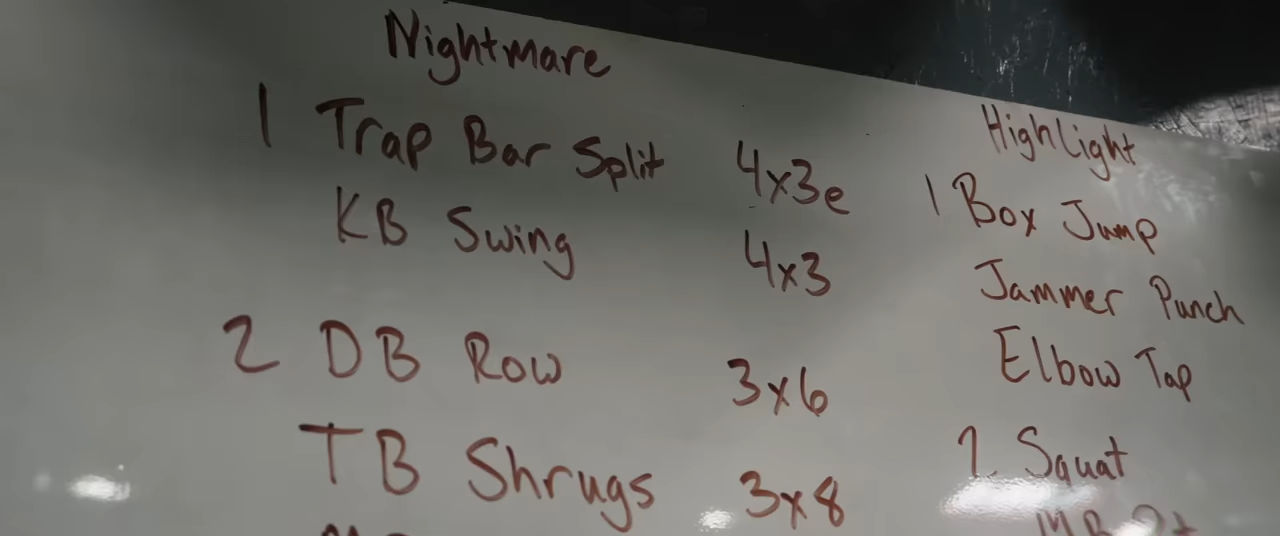 Nightmare
1 Trap Bar Split 4x3e
KB Swing 4x3
2 DB Row 3x6
TB Shrugs 3x8
Highlight
1 Box Jump
Jammer Punch
Elbow Tap
2 Squat
MB